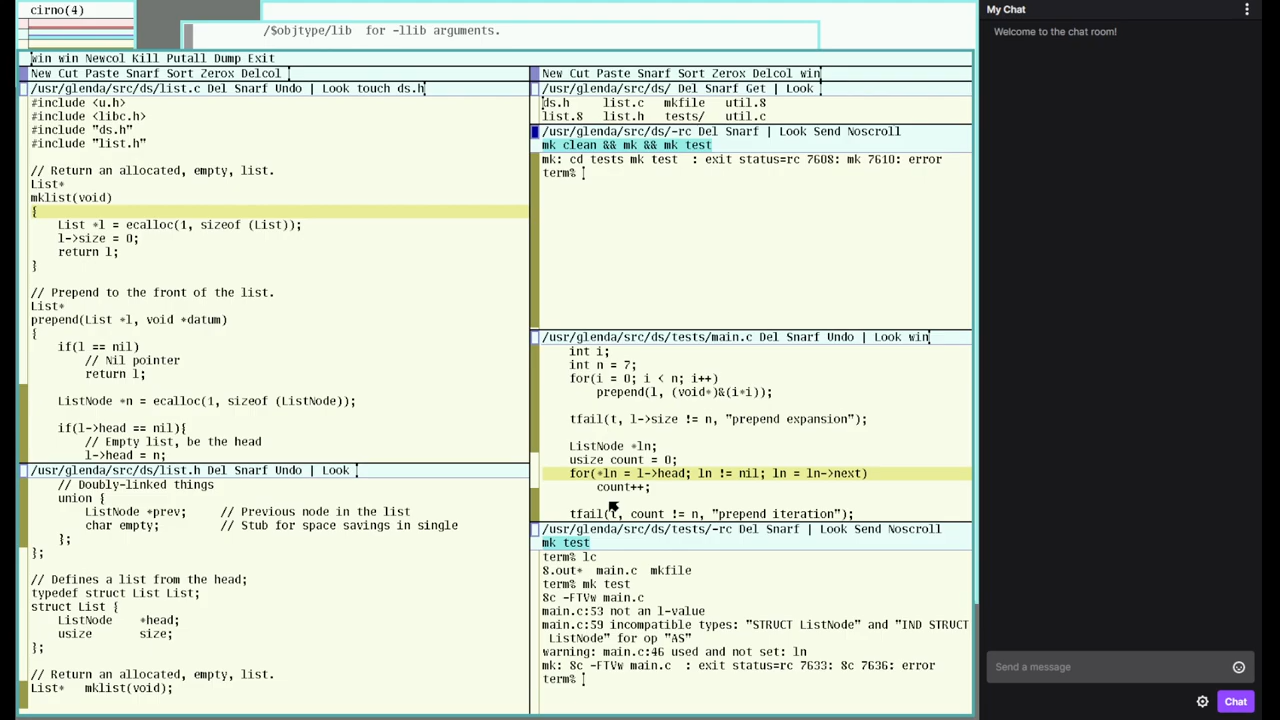 cirno(4)
/$objtype/lib  for -llib arguments.
win win Newcol Kill Putall Dump Exit
New Cut Paste Snarf Sort Zerox Delcol
/usr/glenda/src/ds/list.c Del Snarf Undo | Look touch ds.h
#include <u.h>
#include <libc.h>
#include "ds.h"
#include "list.h"
// Return an allocated, empty, list.
List*
mklist(void)
{
    List *l = ecalloc(1, sizeof (List));
    l->size = 0;
    return l;
}
// Prepend to the front of the list.
List*
prepend(List *l, void *datum)
{
    if(l == nil)
        // Nil pointer
        return l;
    ListNode *n = ecalloc(1, sizeof (ListNode));
    if(l->head == nil){
        // Empty list, be the head
        l->head = n;
/usr/glenda/src/ds/list.h Del Snarf Undo | Look
    // Doubly-linked things
    union {
        ListNode *prev;     // Previous node in the list
        char empty;         // Stub for space savings in single
    };
};
// Defines a list from the head;
typedef struct List List;
struct List {
    ListNode    *head;
    usize       size;
};
// Return an allocated, empty, list.
List*   mklist(void);
New Cut Paste Snarf Sort Zerox Delcol win
/usr/glenda/src/ds/ Del Snarf Get | Look
ds.h     list.c   mkfile   util.8
list.8   list.h   tests/   util.c
/usr/glenda/src/ds/-rc Del Snarf | Look Send Noscroll
mk clean && mk && mk test
mk: cd tests mk test  : exit status=rc 7608: mk 7610: error
term%
/usr/glenda/src/ds/tests/main.c Del Snarf Undo | Look win
    int i;
    int n = 7;
    for(i = 0; i < n; i++)
        prepend(l, (void*)&(i*i));
    tfail(t, l->size != n, "prepend expansion");
    ListNode *ln;
    usize count = 0;
    for(*ln = l->head; ln != nil; ln = ln->next)
        count++;
    tfail(t, count != n, "prepend iteration");
/usr/glenda/src/ds/tests/-rc Del Snarf | Look Send Noscroll
mk test
term% lc
8.out*  main.c  mkfile
term% mk test
8c -FTVw main.c
main.c:53 not an l-value
main.c:59 incompatible types: "STRUCT ListNode" and "IND STRUCT
 ListNode" for op "AS"
warning: main.c:46 used and not set: ln
mk: 8c -FTVw main.c  : exit status=rc 7633: 8c 7636: error
term%
My Chat
Welcome to the chat room!
Send a message
Chat